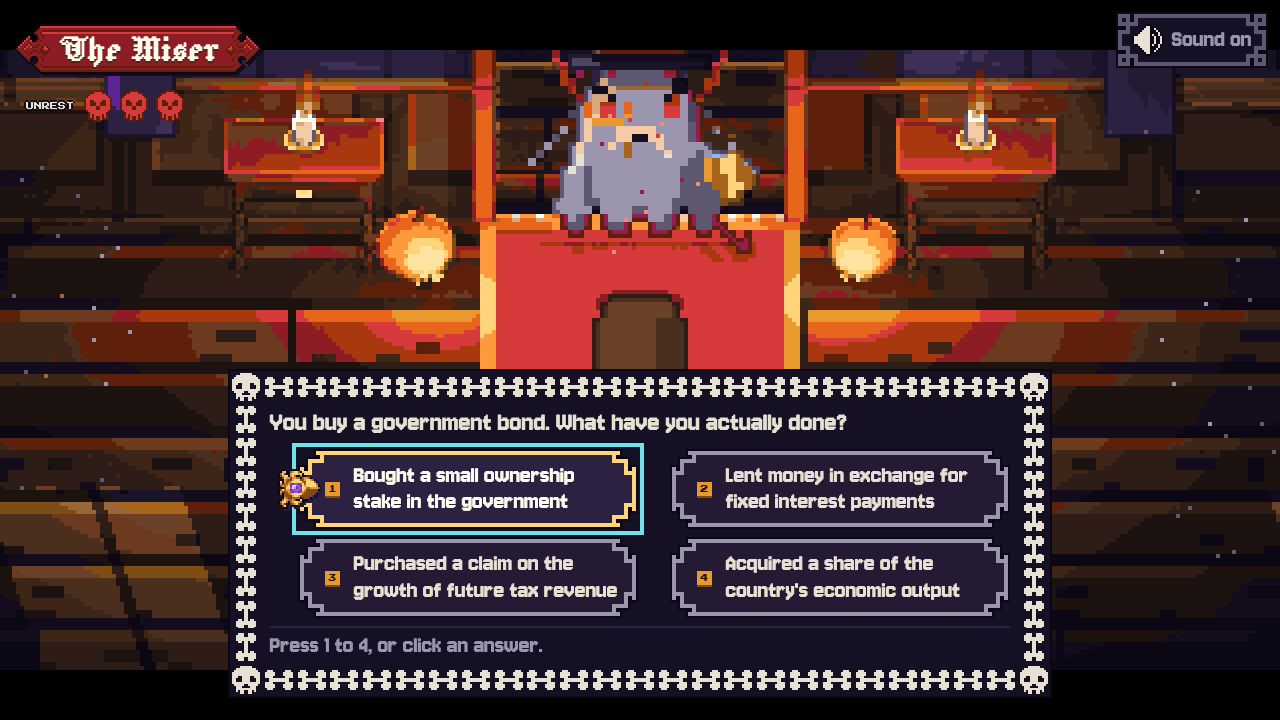 The Miser
Sound on
UNREST
You buy a government bond. What have you actually done?
1 Bought a small ownership
stake in the government
2 Lent money in exchange for
fixed interest payments
3 Purchased a claim on the
growth of future tax revenue
4 Acquired a share of the
country's economic output
Press 1 to 4, or click an answer.